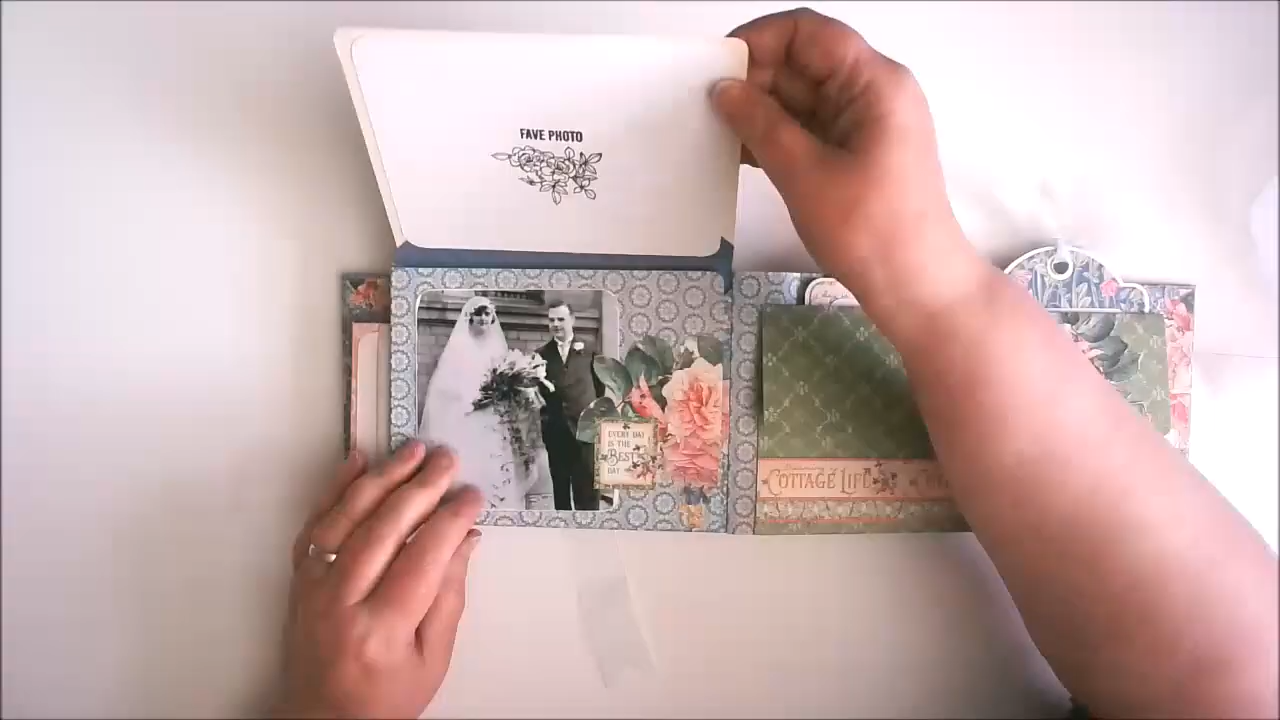 FAVE PHOTO
EVERY DAY
IS THE
BEST
DAY
COTTAGE LIFE